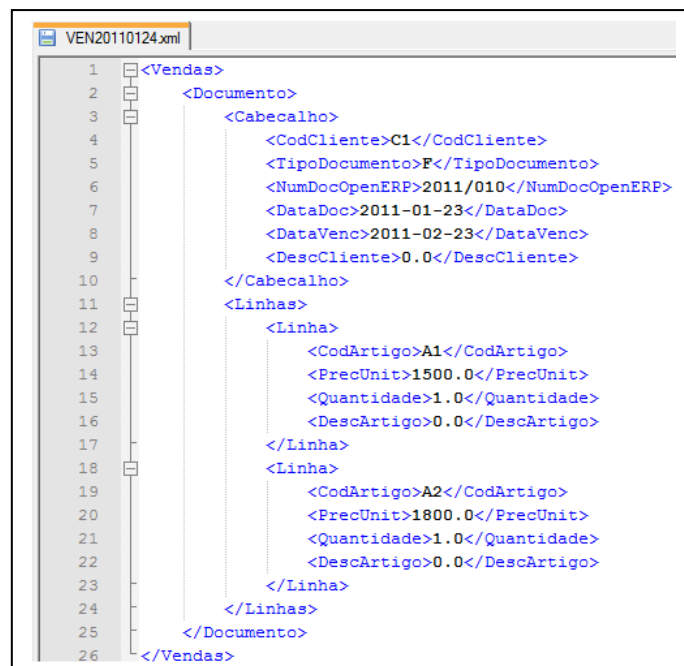 VEN20110124.xml
1 <Vendas>
2 <Documento>
3 <Cabecalho>
4 <CodCliente>C1</CodCliente>
5 <TipoDocumento>F</TipoDocumento>
6 <NumDocOpenERP>2011/010</NumDocOpenERP>
7 <DataDoc>2011-01-23</DataDoc>
8 <DataVenc>2011-02-23</DataVenc>
9 <DescCliente>0.0</DescCliente>
10 </Cabecalho>
11 <Linhas>
12 <Linha>
13 <CodArtigo>A1</CodArtigo>
14 <PrecUnit>1500.0</PrecUnit>
15 <Quantidade>1.0</Quantidade>
16 <DescArtigo>0.0</DescArtigo>
17 </Linha>
18 <Linha>
19 <CodArtigo>A2</CodArtigo>
20 <PrecUnit>1800.0</PrecUnit>
21 <Quantidade>1.0</Quantidade>
22 <DescArtigo>0.0</DescArtigo>
23 </Linha>
24 </Linhas>
25 </Documento>
26 </Vendas>